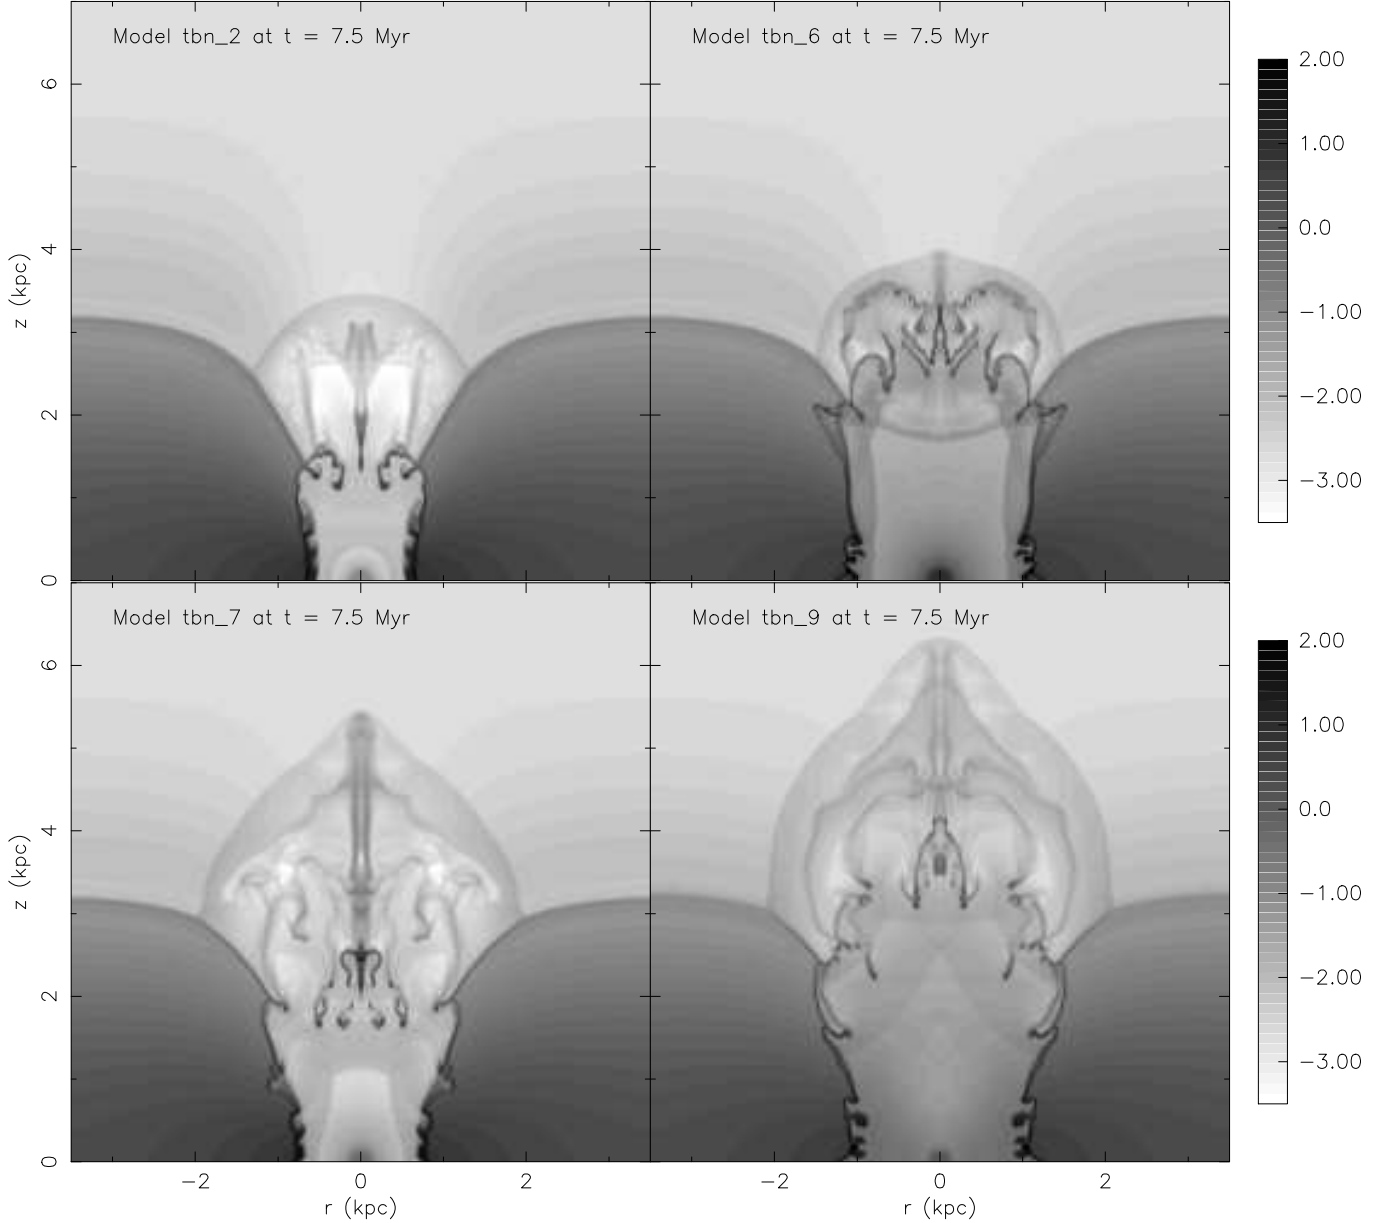 Model tbn_2 at t = 7.5 Myr
Model tbn_6 at t = 7.5 Myr
2.00
1.00
0.0
−1.00
−2.00
−3.00
6
4
2
0
z (kpc)
Model tbn_7 at t = 7.5 Myr
Model tbn_9 at t = 7.5 Myr
2.00
1.00
0.0
−1.00
−2.00
−3.00
6
4
2
0
z (kpc)
−2 0 2
−2 0 2
r (kpc)
r (kpc)